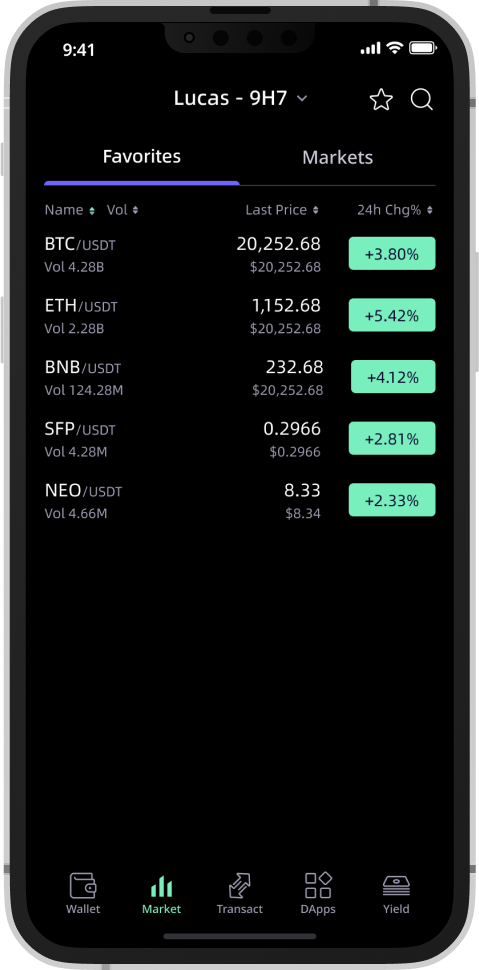 9:41
Lucas - 9H7
Favorites Markets
Name Vol Last Price 24h Chg%
BTC/USDT 20,252.68 +3.80%
Vol 4.28B $20,252.68
ETH/USDT 1,152.68 +5.42%
Vol 2.28B $20,252.68
BNB/USDT 232.68 +4.12%
Vol 124.28M $20,252.68
SFP/USDT 0.2966 +2.81%
Vol 4.28M $0.2966
NEO/USDT 8.33 +2.33%
Vol 4.66M $8.34
Wallet Market Transact DApps Yield